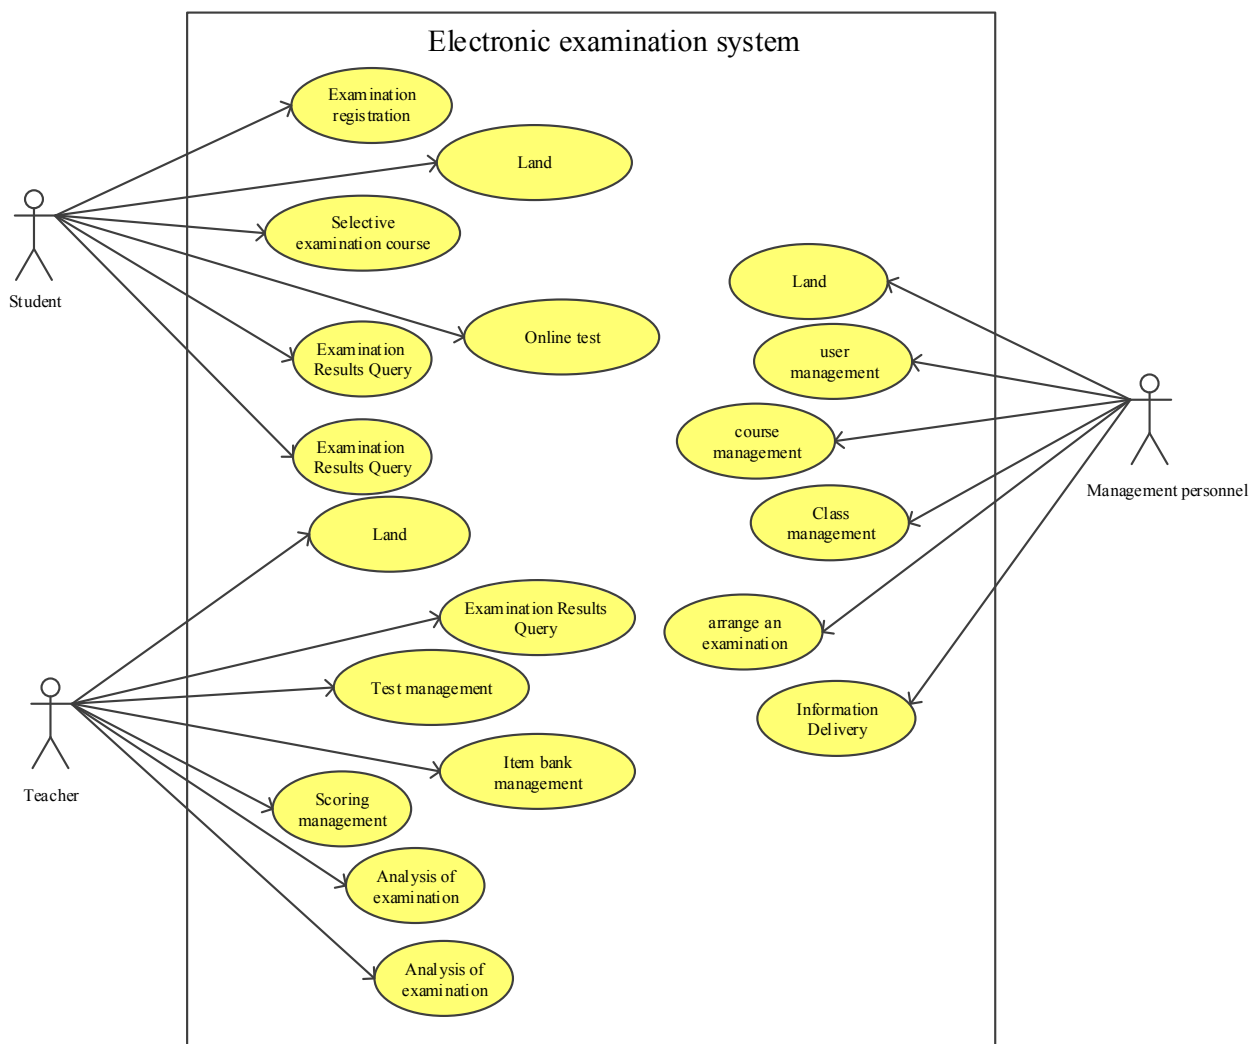 Electronic examination system
Examination
registration
Land
Selective
examination course
Student
Online test
Examination
Results Query
Examination
Results Query
Land
user
management
course
management
Class
management
Management personnel
arrange an
examination
Information
Delivery
Land
Examination Results
Query
Test management
Item bank
management
Teacher
Scoring
management
Analysis of
examination
Analysis of
examination